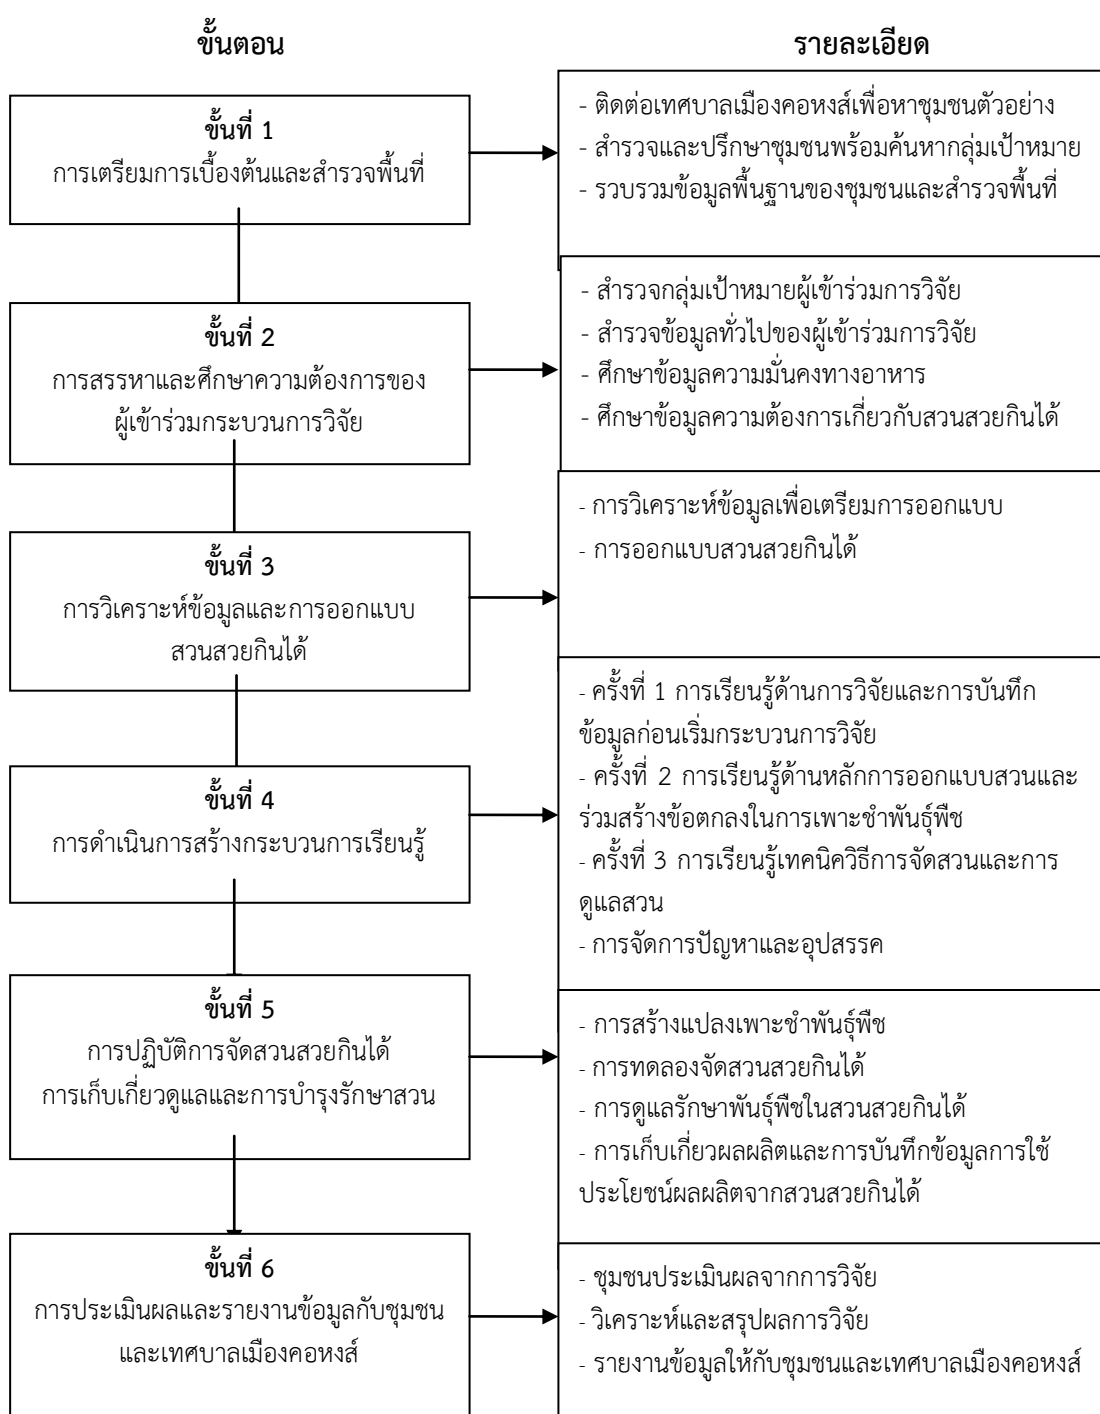 ขั้นตอน
รายละเอียด
ขั้นที่ 1
การเตรียมการเบื้องต้นและสำรวจพื้นที่
- ติดต่อเทศบาลเมืองคอหงส์เพื่อหาชุมชนตัวอย่าง
- สำรวจและปรึกษาชุมชนพร้อมค้นหากลุ่มเป้าหมาย
- รวบรวมข้อมูลพื้นฐานของชุมชนและสำรวจพื้นที่
ขั้นที่ 2
การสรรหาและศึกษาความต้องการของ
ผู้เข้าร่วมกระบวนการวิจัย
- สำรวจกลุ่มเป้าหมายผู้เข้าร่วมการวิจัย
- สำรวจข้อมูลทั่วไปของผู้เข้าร่วมการวิจัย
- ศึกษาข้อมูลความมั่นคงทางอาหาร
- ศึกษาข้อมูลความต้องการเกี่ยวกับสวนสวยกินได้
ขั้นที่ 3
การวิเคราะห์ข้อมูลและการออกแบบ
สวนสวยกินได้
- การวิเคราะห์ข้อมูลเพื่อเตรียมการออกแบบ
- การออกแบบสวนสวยกินได้
ขั้นที่ 4
การดำเนินการสร้างกระบวนการเรียนรู้
- ครั้งที่ 1 การเรียนรู้ด้านการวิจัยและการบันทึก
ข้อมูลก่อนเริ่มกระบวนการวิจัย
- ครั้งที่ 2 การเรียนรู้ด้านหลักการออกแบบสวนและ
ร่วมสร้างข้อตกลงในการเพาะชำพันธุ์พืช
- ครั้งที่ 3 การเรียนรู้เทคนิควิธีการจัดสวนและการ
ดูแลสวน
- การจัดการปัญหาและอุปสรรค
ขั้นที่ 5
การปฏิบัติการจัดสวนสวยกินได้
การเก็บเกี่ยวดูแลและการบำรุงรักษาสวน
- การสร้างแปลงเพาะชำพันธุ์พืช
- การทดลองจัดสวนสวยกินได้
- การดูแลรักษาพันธุ์พืชในสวนสวยกินได้
- การเก็บเกี่ยวผลผลิตและการบันทึกข้อมูลการใช้
ประโยชน์ผลผลิตจากสวนสวยกินได้
ขั้นที่ 6
การประเมินผลและรายงานข้อมูลกับชุมชน
และเทศบาลเมืองคอหงส์
- ชุมชนประเมินผลจากการวิจัย
- วิเคราะห์และสรุปผลการวิจัย
- รายงานข้อมูลให้กับชุมชนและเทศบาลเมืองคอหงส์